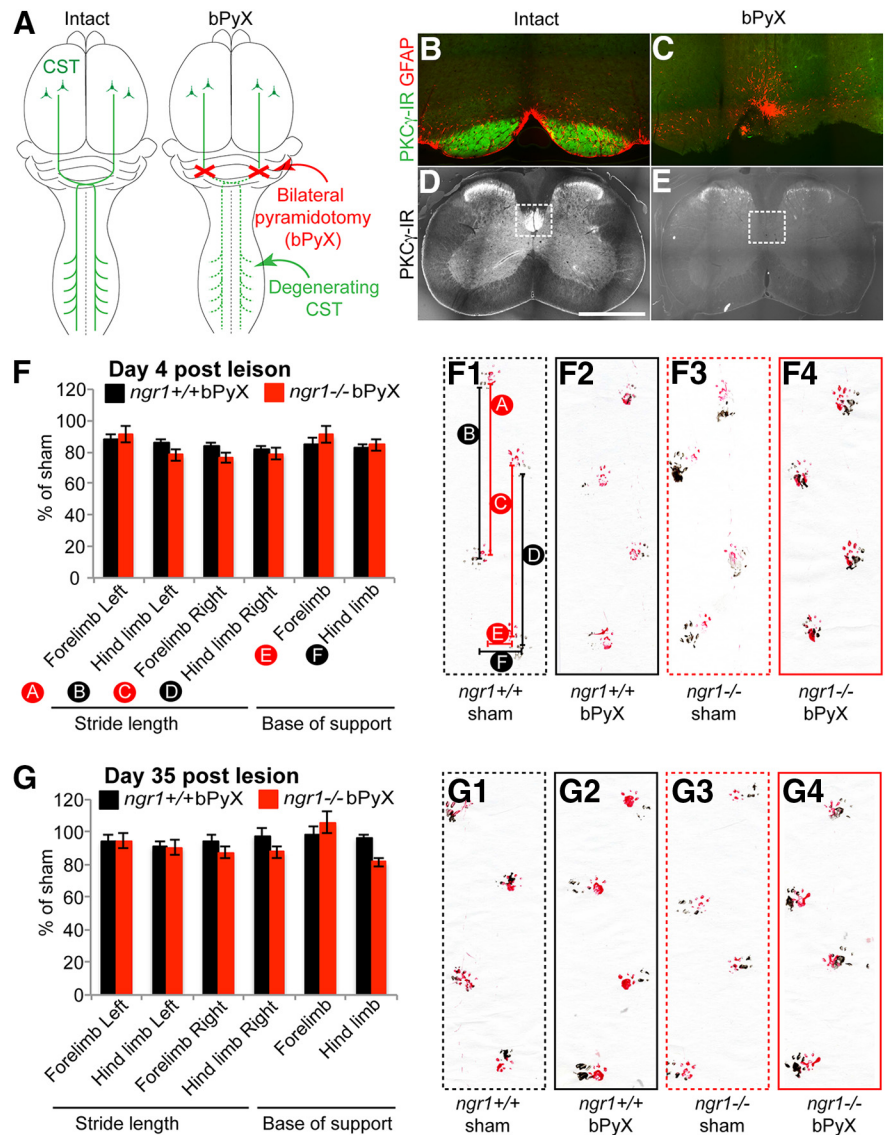 A
Intact
bPyX
CST
Bilateral
pyramidotomy
(bPyX)
Degenerating
CST
Intact
bPyX
PKCγ-IR GFAP
B
C
PKCγ-IR
D
E
F
Day 4 post leison
ngr1+/+bPyX
ngr1-/- bPyX
% of sham
120
100
80
60
40
20
0
Forelimb Left
Hind limb Left
Forelimb Right
Hind limb Right
Forelimb
Hind limb
E
F
A
B
C
D
Stride length
Base of support
F1
F2
F3
F4
A
B
C
D
E
F
ngr1+/+
sham
ngr1+/+
bPyX
ngr1-/-
sham
ngr1-/-
bPyX
G
Day 35 post lesion
ngr1+/+bPyX
ngr1-/- bPyX
% of sham
120
100
80
60
40
20
0
Forelimb Left
Hind limb Left
Forelimb Right
Hind limb Right
Forelimb
Hind limb
Stride length
Base of support
G1
G2
G3
G4
ngr1+/+
sham
ngr1+/+
bPyX
ngr1-/-
sham
ngr1-/-
bPyX